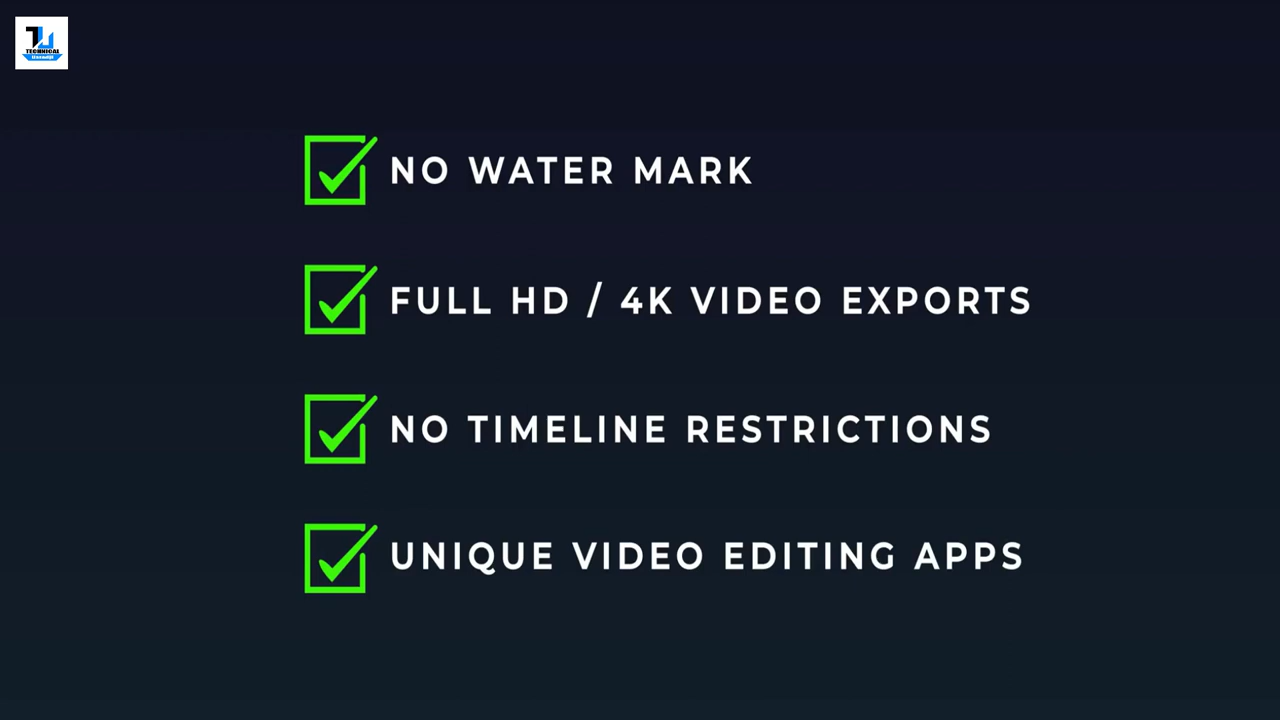 TECHNICAL
NO WATER MARK
FULL HD / 4K VIDEO EXPORTS
NO TIMELINE RESTRICTIONS
UNIQUE VIDEO EDITING APPS